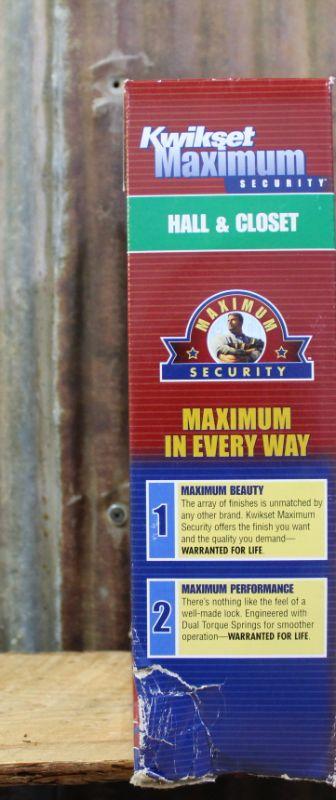 Kwikset
Maximum
SECURITY
HALL & CLOSET
MAXIMUM
SECURITY
MAXIMUM
IN EVERY WAY
1
MAXIMUM BEAUTY
The array of finishes is unmatched by
any other brand. Kwikset Maximum
Security offers the finish you want
and the quality you demand—
WARRANTED FOR LIFE.
2
MAXIMUM PERFORMANCE
There's nothing like the feel of a
well-made lock. Engineered with
Dual Torque Springs for smoother
operation—WARRANTED FOR LIFE.